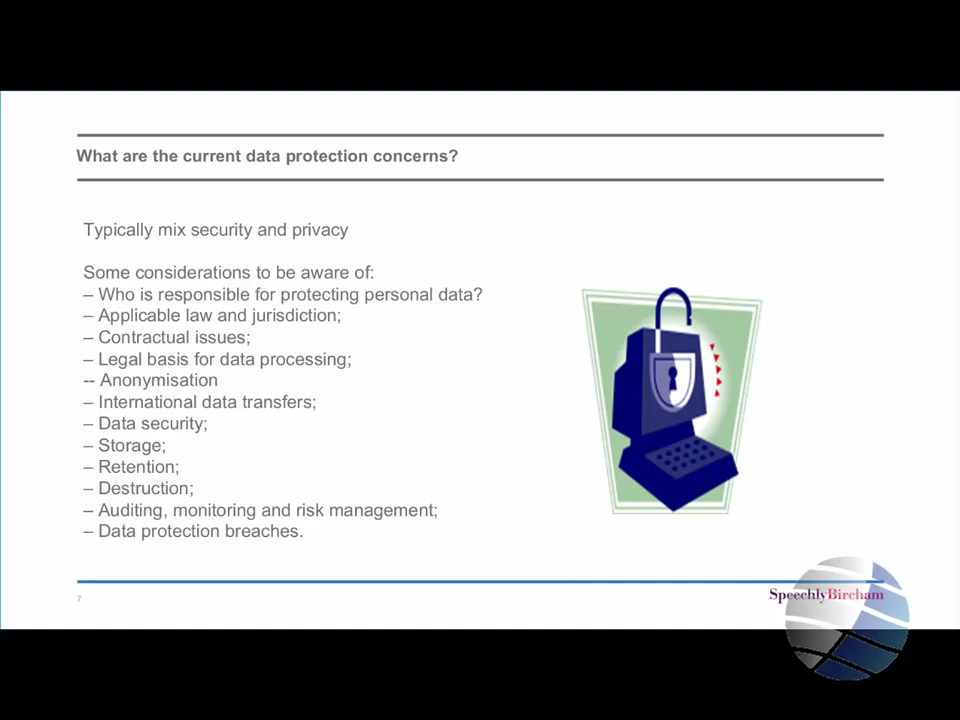 What are the current data protection concerns?
Typically mix security and privacy
Some considerations to be aware of:
– Who is responsible for protecting personal data?
– Applicable law and jurisdiction;
– Contractual issues;
– Legal basis for data processing;
-- Anonymisation
– International data transfers;
– Data security;
– Storage;
– Retention;
– Destruction;
– Auditing, monitoring and risk management;
– Data protection breaches.
7
SpeechlyBircham